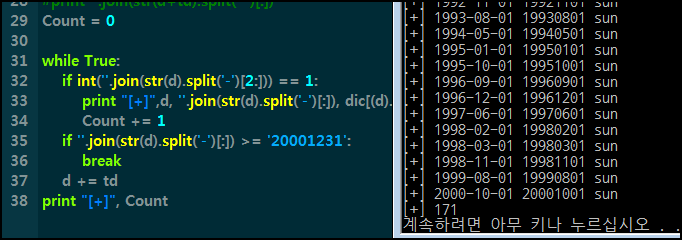 28 #print ''.join(str(d+td).split('-')[:])
29 Count = 0
30
31 while True:
32 if int(''.join(str(d).split('-')[2:])) == 1:
33 print "[+]",d, ''.join(str(d).split('-')[:]), dic[(d).
34 Count += 1
35 if ''.join(str(d).split('-')[:]) >= '20001231':
36 break
37 d += td
38 print "[+]", Count
[+] 1992-11-01 19921101 sun
[+] 1993-08-01 19930801 sun
[+] 1994-05-01 19940501 sun
[+] 1995-01-01 19950101 sun
[+] 1995-10-01 19951001 sun
[+] 1996-09-01 19960901 sun
[+] 1996-12-01 19961201 sun
[+] 1997-06-01 19970601 sun
[+] 1998-02-01 19980201 sun
[+] 1998-03-01 19980301 sun
[+] 1998-11-01 19981101 sun
[+] 1999-08-01 19990801 sun
[+] 2000-10-01 20001001 sun
[+] 171
계속하려면 아무 키나 누르십시오 . .